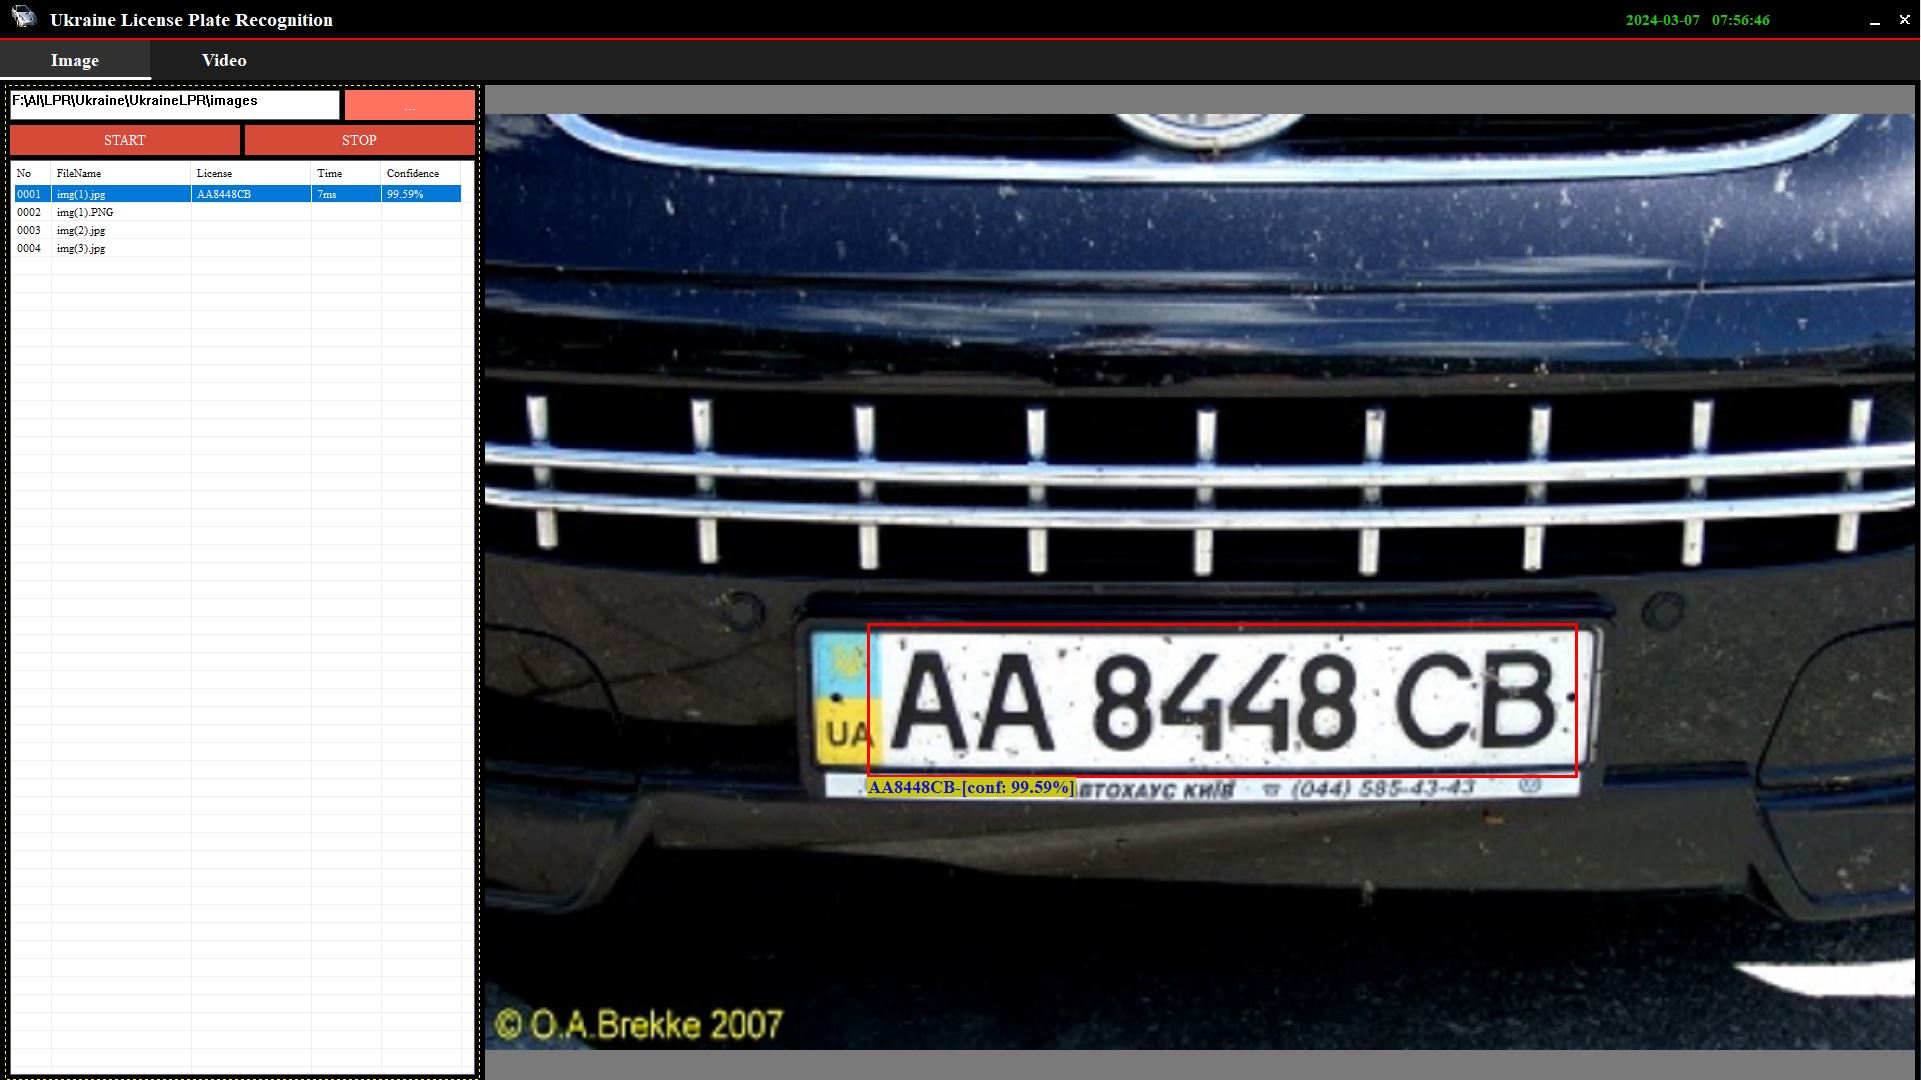 Ukraine License Plate Recognition
2024-03-07 07:56:46
Image Video
F:\AI\LPR\Ukraine\UkraineLPR\images
...
START STOP
No FileName License Time Confidence
0001 img(1).jpg AA8448CB 7ms 99.59%
0002 img(1).PNG
0003 img(2).jpg
0004 img(3).jpg
UA
AA 8448 CB
AA8448CB-[conf: 99.59%]
ВТОХАУС КИЇВ (044) 585-43-43
© O.A.Brekke 2007